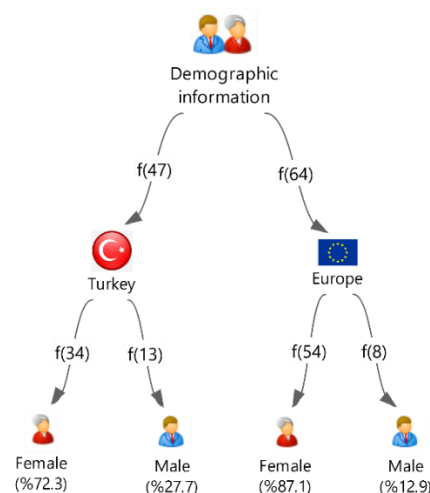 Demographic
information
f(47)
f(64)
Turkey
Europe
f(34)
f(13)
f(54)
f(8)
Female
(%72.3)
Male
(%27.7)
Female
(%87.1)
Male
(%12.9)